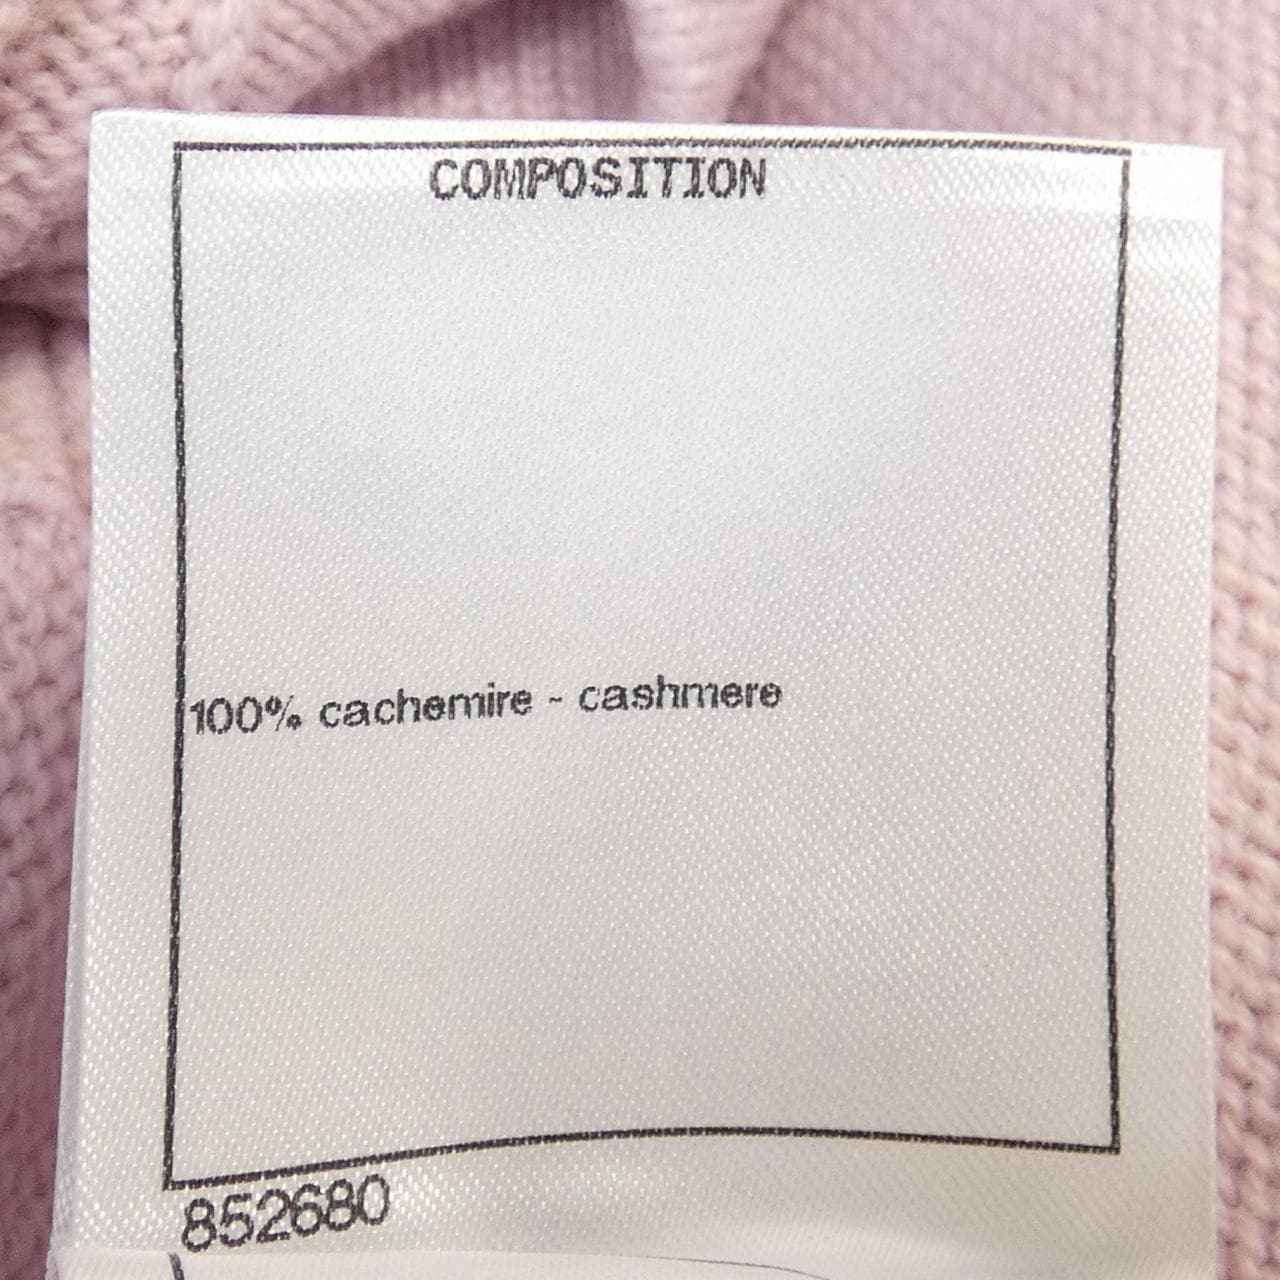 COMPOSITION
100% cachemire - cashmere
852680